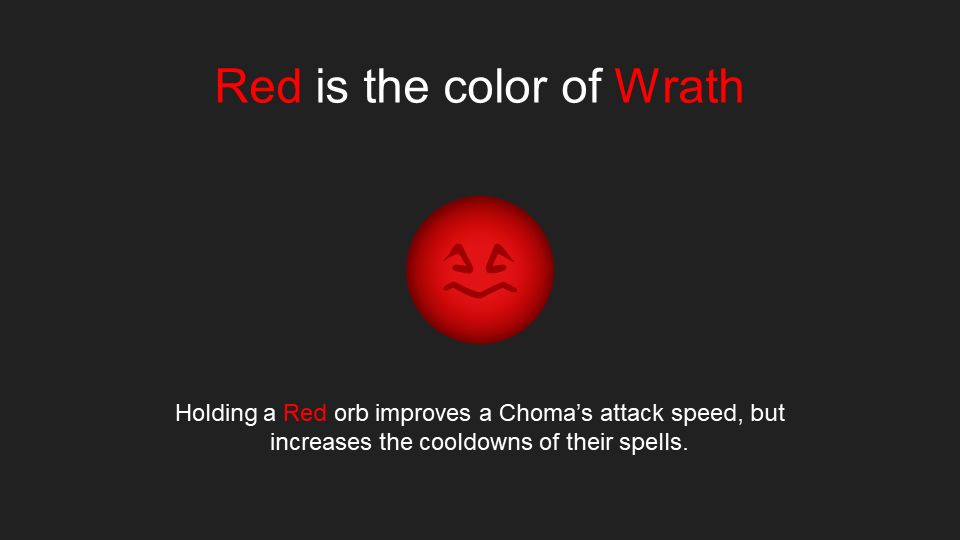 Red is the color of Wrath
Holding a Red orb improves a Choma’s attack speed, but
increases the cooldowns of their spells.